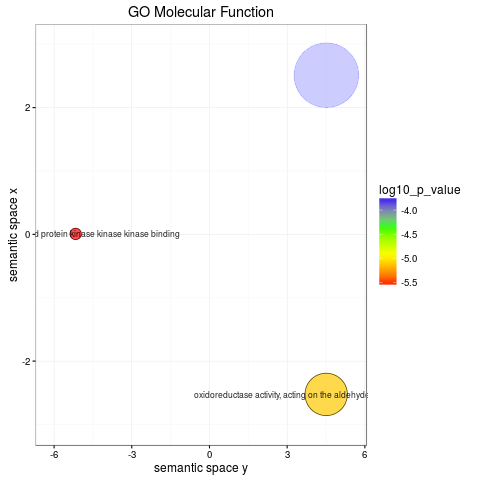 GO Molecular Function
semantic space x
2
0
-2
d protein kinase kinase kinase binding
oxidoreductase activity, acting on the aldehyde
-6
-3
0
3
6
semantic space y
log10_p_value
-4.0
-4.5
-5.0
-5.5